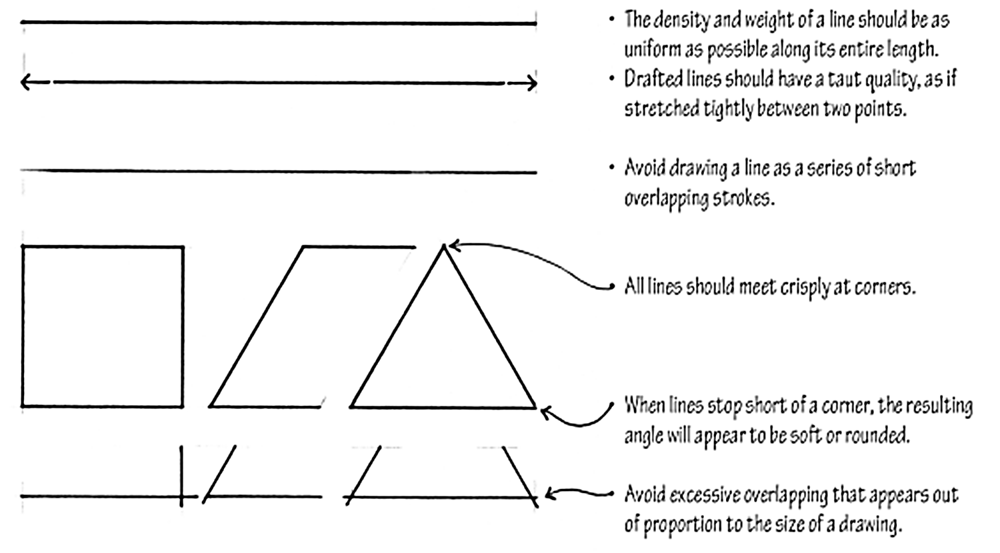 • The density and weight of a line should be as
uniform as possible along its entire length.
• Drafted lines should have a taut quality, as if
stretched tightly between two points.
• Avoid drawing a line as a series of short
overlapping strokes.
All lines should meet crisply at corners.
When lines stop short of a corner, the resulting
angle will appear to be soft or rounded.
Avoid excessive overlapping that appears out
of proportion to the size of a drawing.